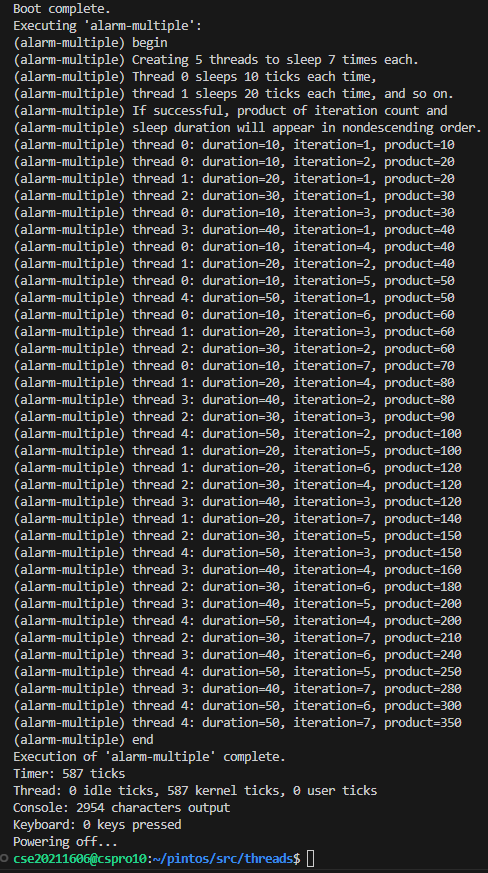 Boot complete.
Executing 'alarm-multiple':
(alarm-multiple) begin
(alarm-multiple) Creating 5 threads to sleep 7 times each.
(alarm-multiple) Thread 0 sleeps 10 ticks each time,
(alarm-multiple) thread 1 sleeps 20 ticks each time, and so on.
(alarm-multiple) If successful, product of iteration count and
(alarm-multiple) sleep duration will appear in nondescending order.
(alarm-multiple) thread 0: duration=10, iteration=1, product=10
(alarm-multiple) thread 0: duration=10, iteration=2, product=20
(alarm-multiple) thread 1: duration=20, iteration=1, product=20
(alarm-multiple) thread 2: duration=30, iteration=1, product=30
(alarm-multiple) thread 0: duration=10, iteration=3, product=30
(alarm-multiple) thread 3: duration=40, iteration=1, product=40
(alarm-multiple) thread 0: duration=10, iteration=4, product=40
(alarm-multiple) thread 1: duration=20, iteration=2, product=40
(alarm-multiple) thread 0: duration=10, iteration=5, product=50
(alarm-multiple) thread 4: duration=50, iteration=1, product=50
(alarm-multiple) thread 0: duration=10, iteration=6, product=60
(alarm-multiple) thread 1: duration=20, iteration=3, product=60
(alarm-multiple) thread 2: duration=30, iteration=2, product=60
(alarm-multiple) thread 0: duration=10, iteration=7, product=70
(alarm-multiple) thread 1: duration=20, iteration=4, product=80
(alarm-multiple) thread 3: duration=40, iteration=2, product=80
(alarm-multiple) thread 2: duration=30, iteration=3, product=90
(alarm-multiple) thread 4: duration=50, iteration=2, product=100
(alarm-multiple) thread 1: duration=20, iteration=5, product=100
(alarm-multiple) thread 1: duration=20, iteration=6, product=120
(alarm-multiple) thread 2: duration=30, iteration=4, product=120
(alarm-multiple) thread 3: duration=40, iteration=3, product=120
(alarm-multiple) thread 1: duration=20, iteration=7, product=140
(alarm-multiple) thread 2: duration=30, iteration=5, product=150
(alarm-multiple) thread 4: duration=50, iteration=3, product=150
(alarm-multiple) thread 3: duration=40, iteration=4, product=160
(alarm-multiple) thread 2: duration=30, iteration=6, product=180
(alarm-multiple) thread 3: duration=40, iteration=5, product=200
(alarm-multiple) thread 4: duration=50, iteration=4, product=200
(alarm-multiple) thread 2: duration=30, iteration=7, product=210
(alarm-multiple) thread 3: duration=40, iteration=6, product=240
(alarm-multiple) thread 4: duration=50, iteration=5, product=250
(alarm-multiple) thread 3: duration=40, iteration=7, product=280
(alarm-multiple) thread 4: duration=50, iteration=6, product=300
(alarm-multiple) thread 4: duration=50, iteration=7, product=350
(alarm-multiple) end
Execution of 'alarm-multiple' complete.
Timer: 587 ticks
Thread: 0 idle ticks, 587 kernel ticks, 0 user ticks
Console: 2954 characters output
Keyboard: 0 keys pressed
Powering off...
cse20211606@cspro10:~/pintos/src/threads$